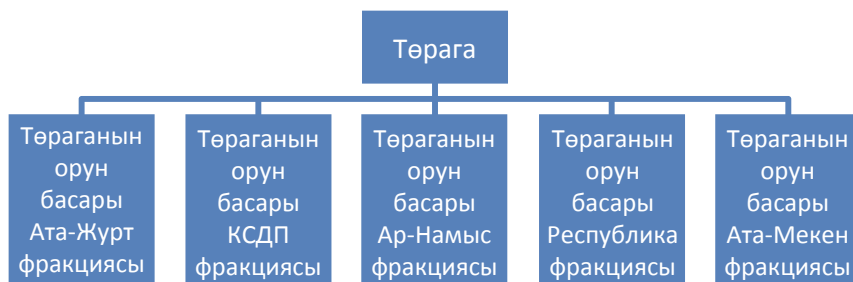 Төрага
Төраганын
орун
басары
Ата-Журт
фракциясы
Төраганын
орун
басары
КСДП
фракциясы
Төраганын
орун
басары
Ар-Намыс
фракциясы
Төраганын
орун
басары
Республика
фракциясы
Төраганын
орун
басары
Ата-Мекен
фракциясы